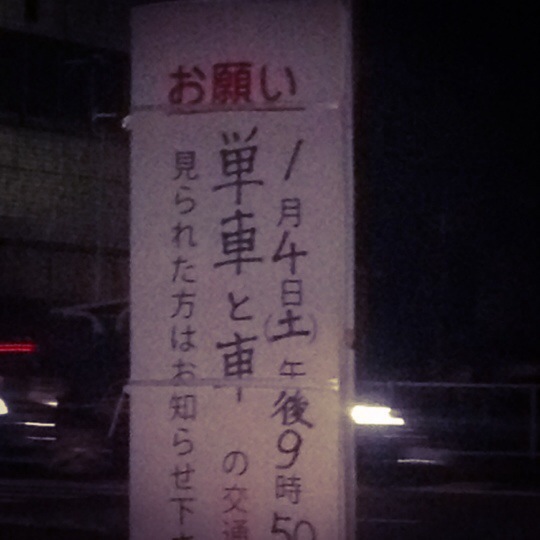 お願い
1月4日(土)午後9時50
単車と車 の交通
見られた方はお知らせ下さ